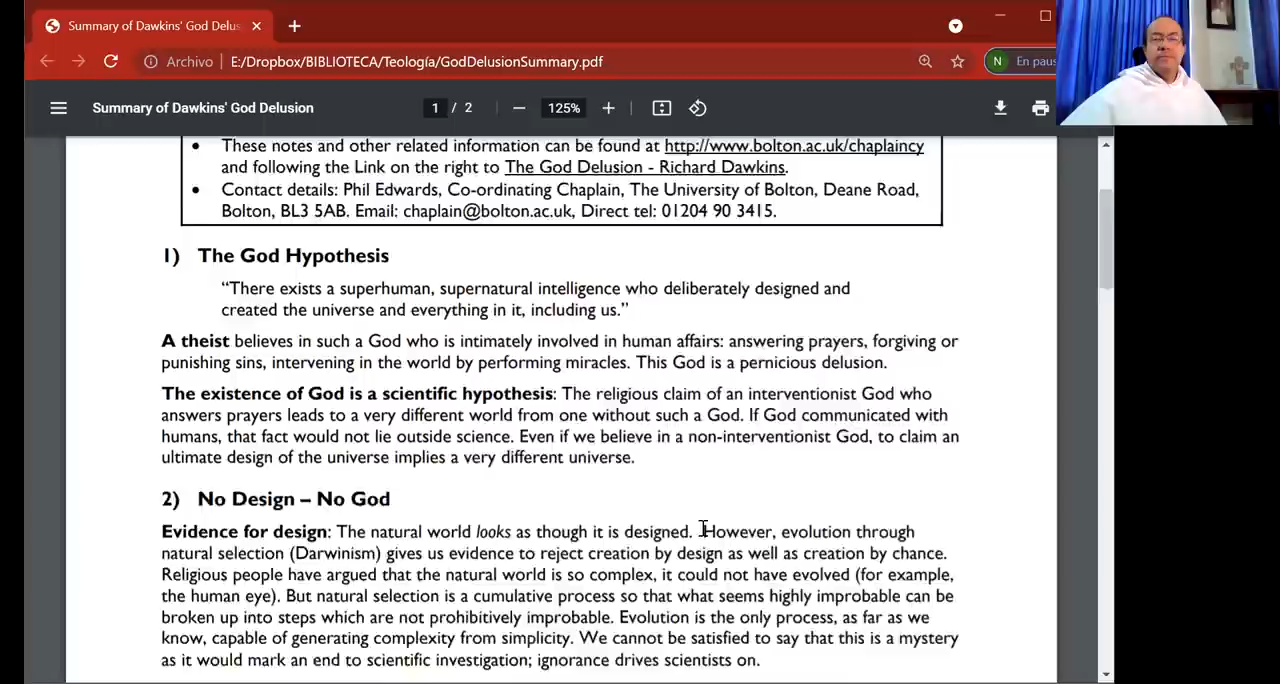 Summary of Dawkins' God Delus
Archivo
E:/Dropbox/BIBLIOTECA/Teología/GodDelusionSummary.pdf
N
En paus
Summary of Dawkins' God Delusion
1 / 2
125%
• These notes and other related information can be found at http://www.bolton.ac.uk/chaplaincy
and following the Link on the right to The God Delusion - Richard Dawkins.
• Contact details: Phil Edwards, Co-ordinating Chaplain, The University of Bolton, Deane Road,
Bolton, BL3 5AB. Email: chaplain@bolton.ac.uk, Direct tel: 01204 90 3415.
1) The God Hypothesis
“There exists a superhuman, supernatural intelligence who deliberately designed and
created the universe and everything in it, including us.”
A theist believes in such a God who is intimately involved in human affairs: answering prayers, forgiving or
punishing sins, intervening in the world by performing miracles. This God is a pernicious delusion.
The existence of God is a scientific hypothesis: The religious claim of an interventionist God who
answers prayers leads to a very different world from one without such a God. If God communicated with
humans, that fact would not lie outside science. Even if we believe in a non-interventionist God, to claim an
ultimate design of the universe implies a very different universe.
2) No Design – No God
Evidence for design: The natural world looks as though it is designed. However, evolution through
natural selection (Darwinism) gives us evidence to reject creation by design as well as creation by chance.
Religious people have argued that the natural world is so complex, it could not have evolved (for example,
the human eye). But natural selection is a cumulative process so that what seems highly improbable can be
broken up into steps which are not prohibitively improbable. Evolution is the only process, as far as we
know, capable of generating complexity from simplicity. We cannot be satisfied to say that this is a mystery
as it would mark an end to scientific investigation; ignorance drives scientists on.